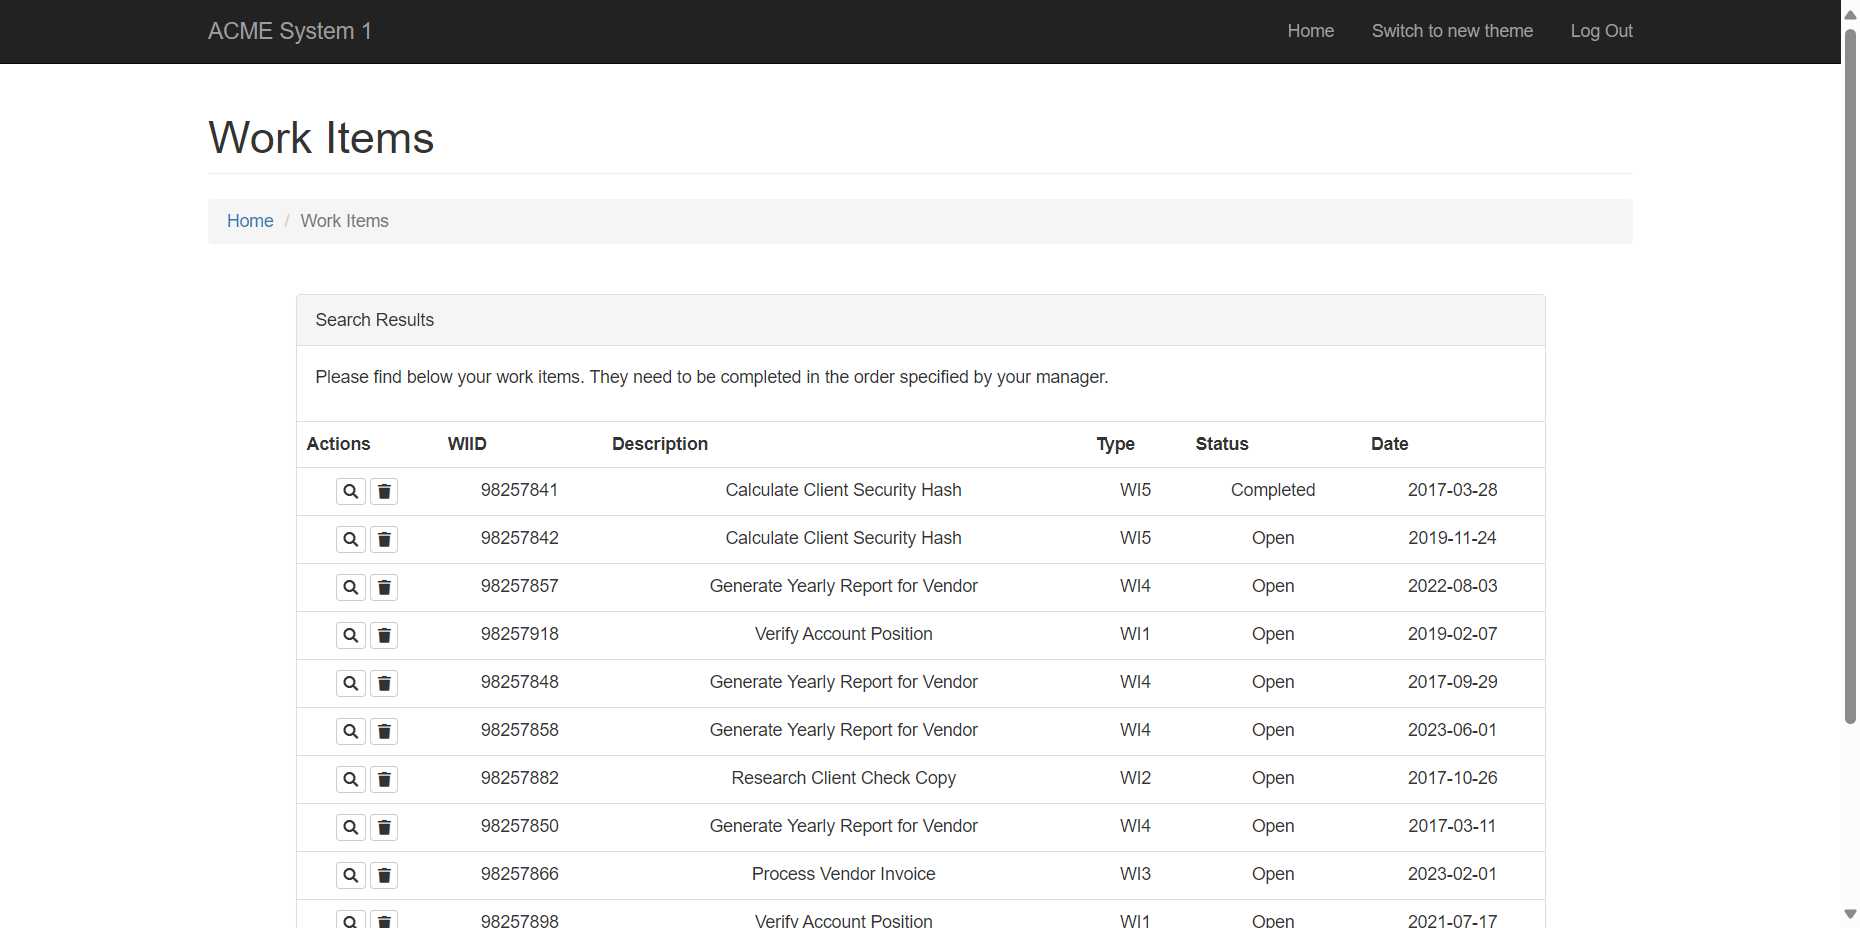 ACME System 1 Home Switch to new theme Log Out
Work Items
Home / Work Items
Search Results
Please find below your work items. They need to be completed in the order specified by your manager.
Actions WIID Description Type Status Date
98257841 Calculate Client Security Hash WI5 Completed 2017-03-28
98257842 Calculate Client Security Hash WI5 Open 2019-11-24
98257857 Generate Yearly Report for Vendor WI4 Open 2022-08-03
98257918 Verify Account Position WI1 Open 2019-02-07
98257848 Generate Yearly Report for Vendor WI4 Open 2017-09-29
98257858 Generate Yearly Report for Vendor WI4 Open 2023-06-01
98257882 Research Client Check Copy WI2 Open 2017-10-26
98257850 Generate Yearly Report for Vendor WI4 Open 2017-03-11
98257866 Process Vendor Invoice WI3 Open 2023-02-01
98257898 Verify Account Position WI1 Open 2021-07-17